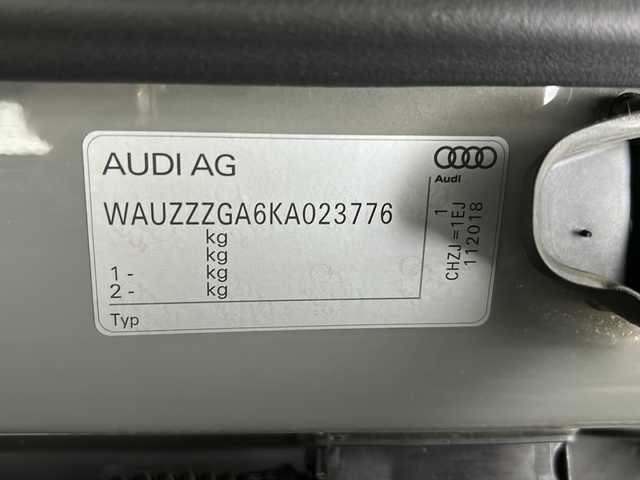 AUDI AG
Audi
WAUZZZGA6KA023776
kg
kg
1 - kg
2 - kg
Typ
1
CHZJ =1EJ
112018